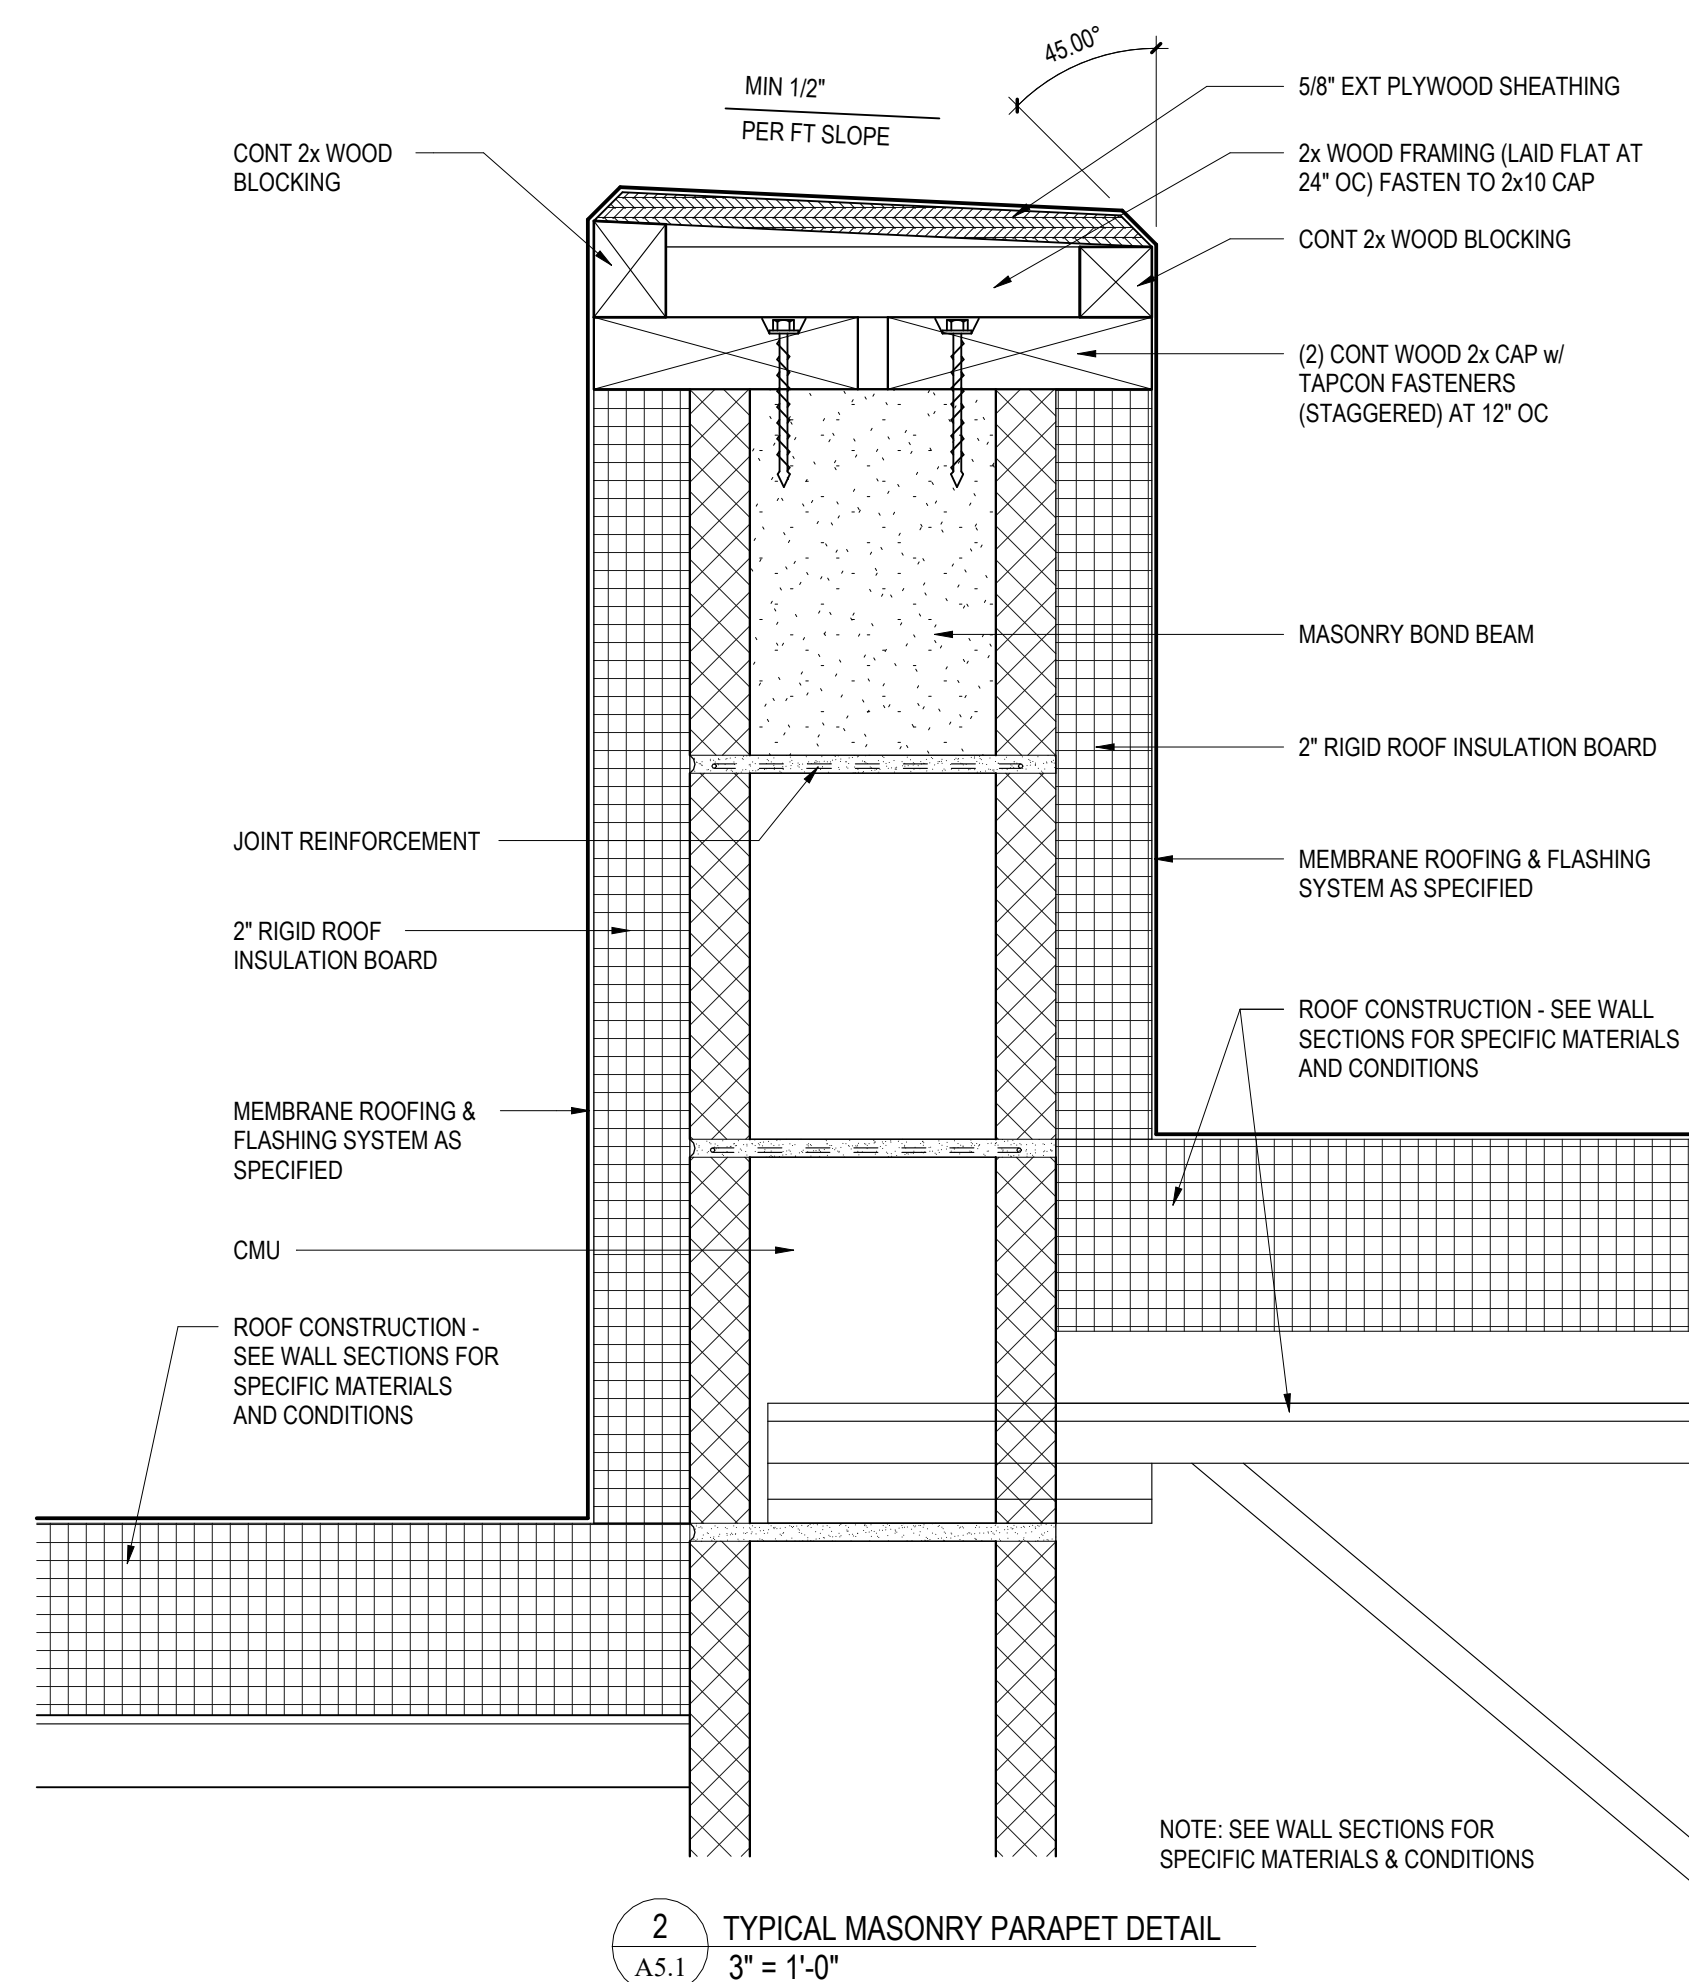 45.00°
MIN 1/2"
PER FT SLOPE
5/8" EXT PLYWOOD SHEATHING
CONT 2x WOOD
BLOCKING
2x WOOD FRAMING (LAID FLAT AT
24" OC) FASTEN TO 2x10 CAP
CONT 2x WOOD BLOCKING
(2) CONT WOOD 2x CAP w/
TAPCON FASTENERS
(STAGGERED) AT 12" OC
MASONRY BOND BEAM
2" RIGID ROOF INSULATION BOARD
JOINT REINFORCEMENT
MEMBRANE ROOFING & FLASHING
SYSTEM AS SPECIFIED
2" RIGID ROOF
INSULATION BOARD
ROOF CONSTRUCTION - SEE WALL
SECTIONS FOR SPECIFIC MATERIALS
AND CONDITIONS
MEMBRANE ROOFING &
FLASHING SYSTEM AS
SPECIFIED
CMU
ROOF CONSTRUCTION -
SEE WALL SECTIONS FOR
SPECIFIC MATERIALS
AND CONDITIONS
NOTE: SEE WALL SECTIONS FOR
SPECIFIC MATERIALS & CONDITIONS
2
TYPICAL MASONRY PARAPET DETAIL
A5.1
3" = 1'-0"